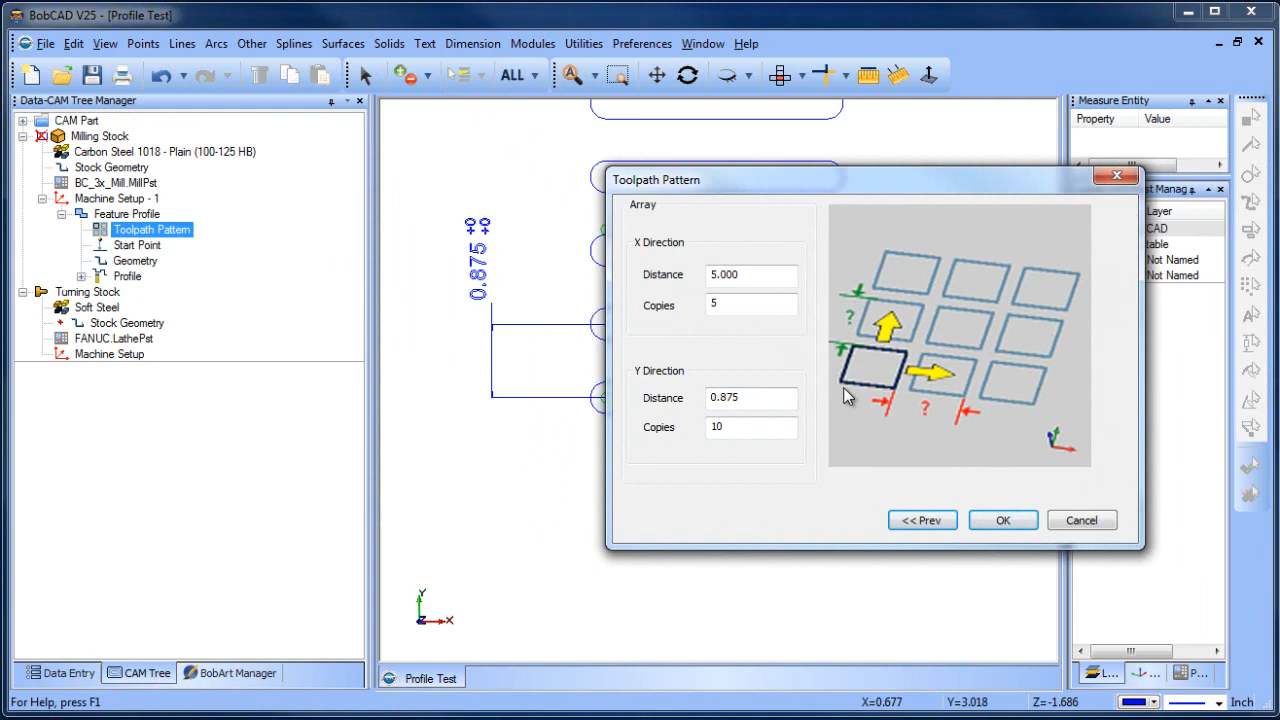 BobCAD V25 - [Profile Test]
File Edit View Points Lines Arcs Other Splines Surfaces Solids Text Dimension Modules Utilities Preferences Window Help
ALL
Data-CAM Tree Manager
CAM Part
Milling Stock
Carbon Steel 1018 - Plain (100-125 HB)
Stock Geometry
BC_3x_Mill.MillPst
Machine Setup - 1
Feature Profile
Toolpath Pattern
Start Point
Geometry
Profile
Turning Stock
Soft Steel
Stock Geometry
FANUC.LathePst
Machine Setup
Data Entry CAM Tree BobArt Manager
0.875
Y
X
Z
Profile Test
Toolpath Pattern
Array
X Direction
Distance 5.000
Copies 5
Y Direction
Distance 0.875
Copies 10
?
?
<< Prev OK Cancel
Measure Entity
Property Value
st Manag
Layer
CAD
table
Not Named
Not Named
L... ... P...
For Help, press F1 X=0.677 Y=3.018 Z=-1.686 Inch